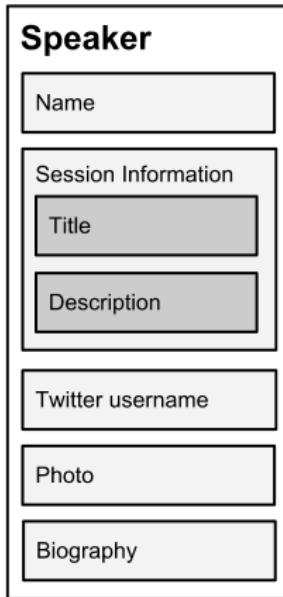 Speaker
Name
Session Information
Title
Description
Twitter username
Photo
Biography